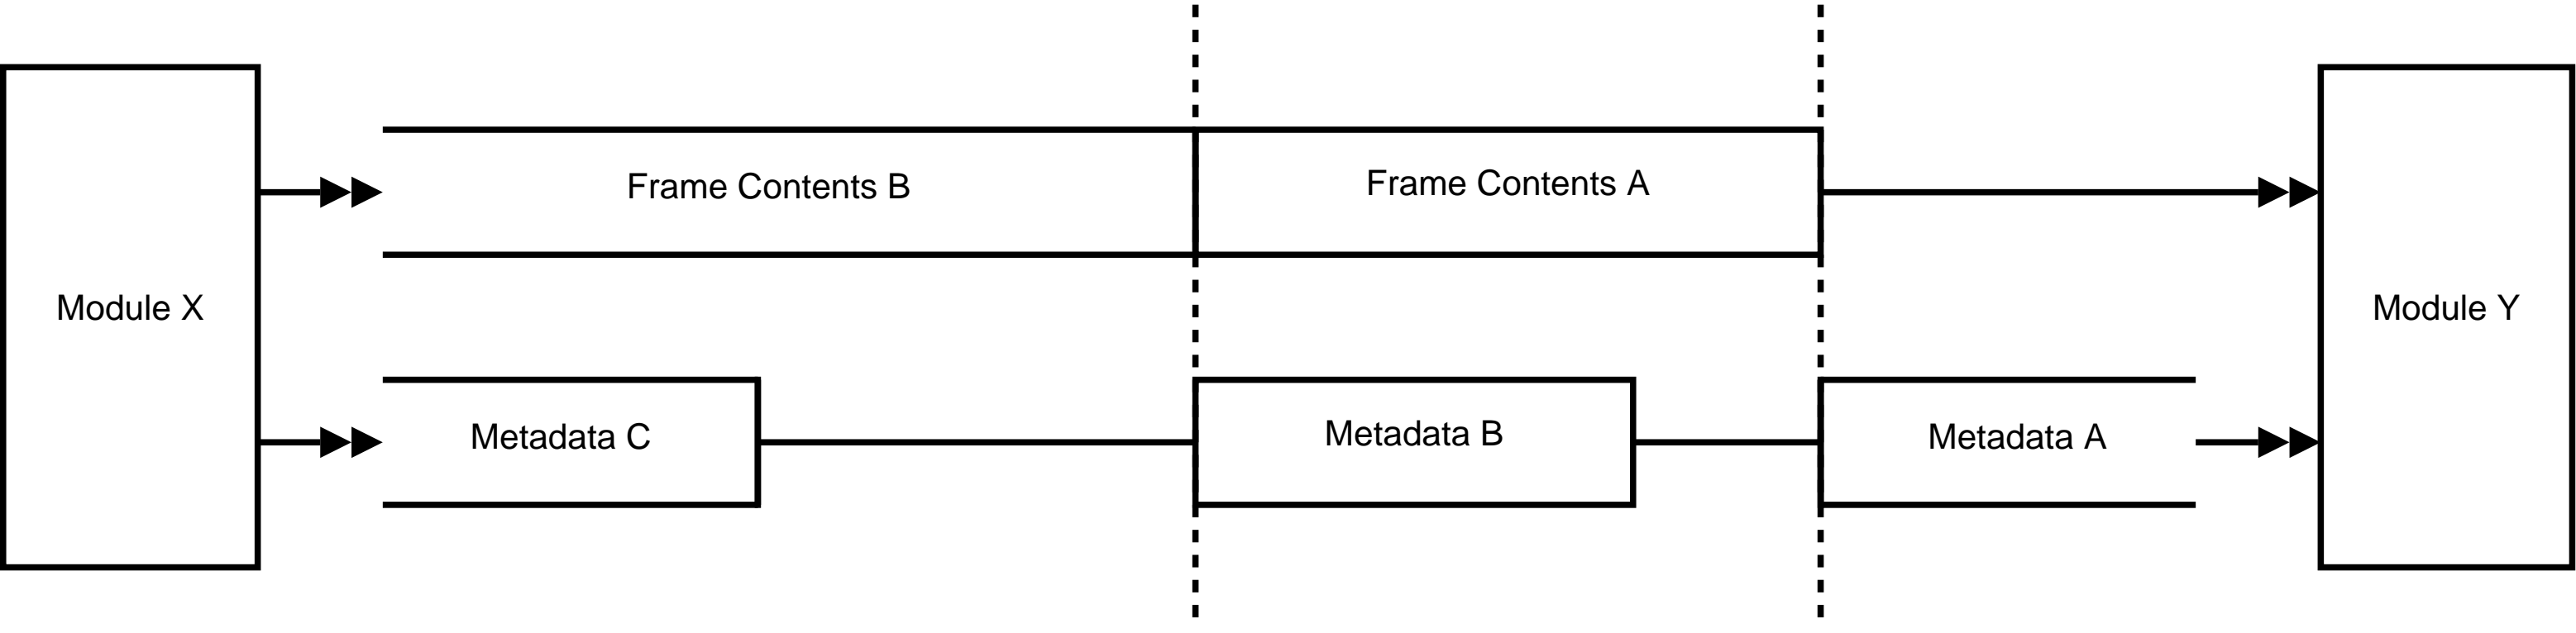 Frame Contents B
Frame Contents A
Module X
Module Y
Metadata C
Metadata B
Metadata A